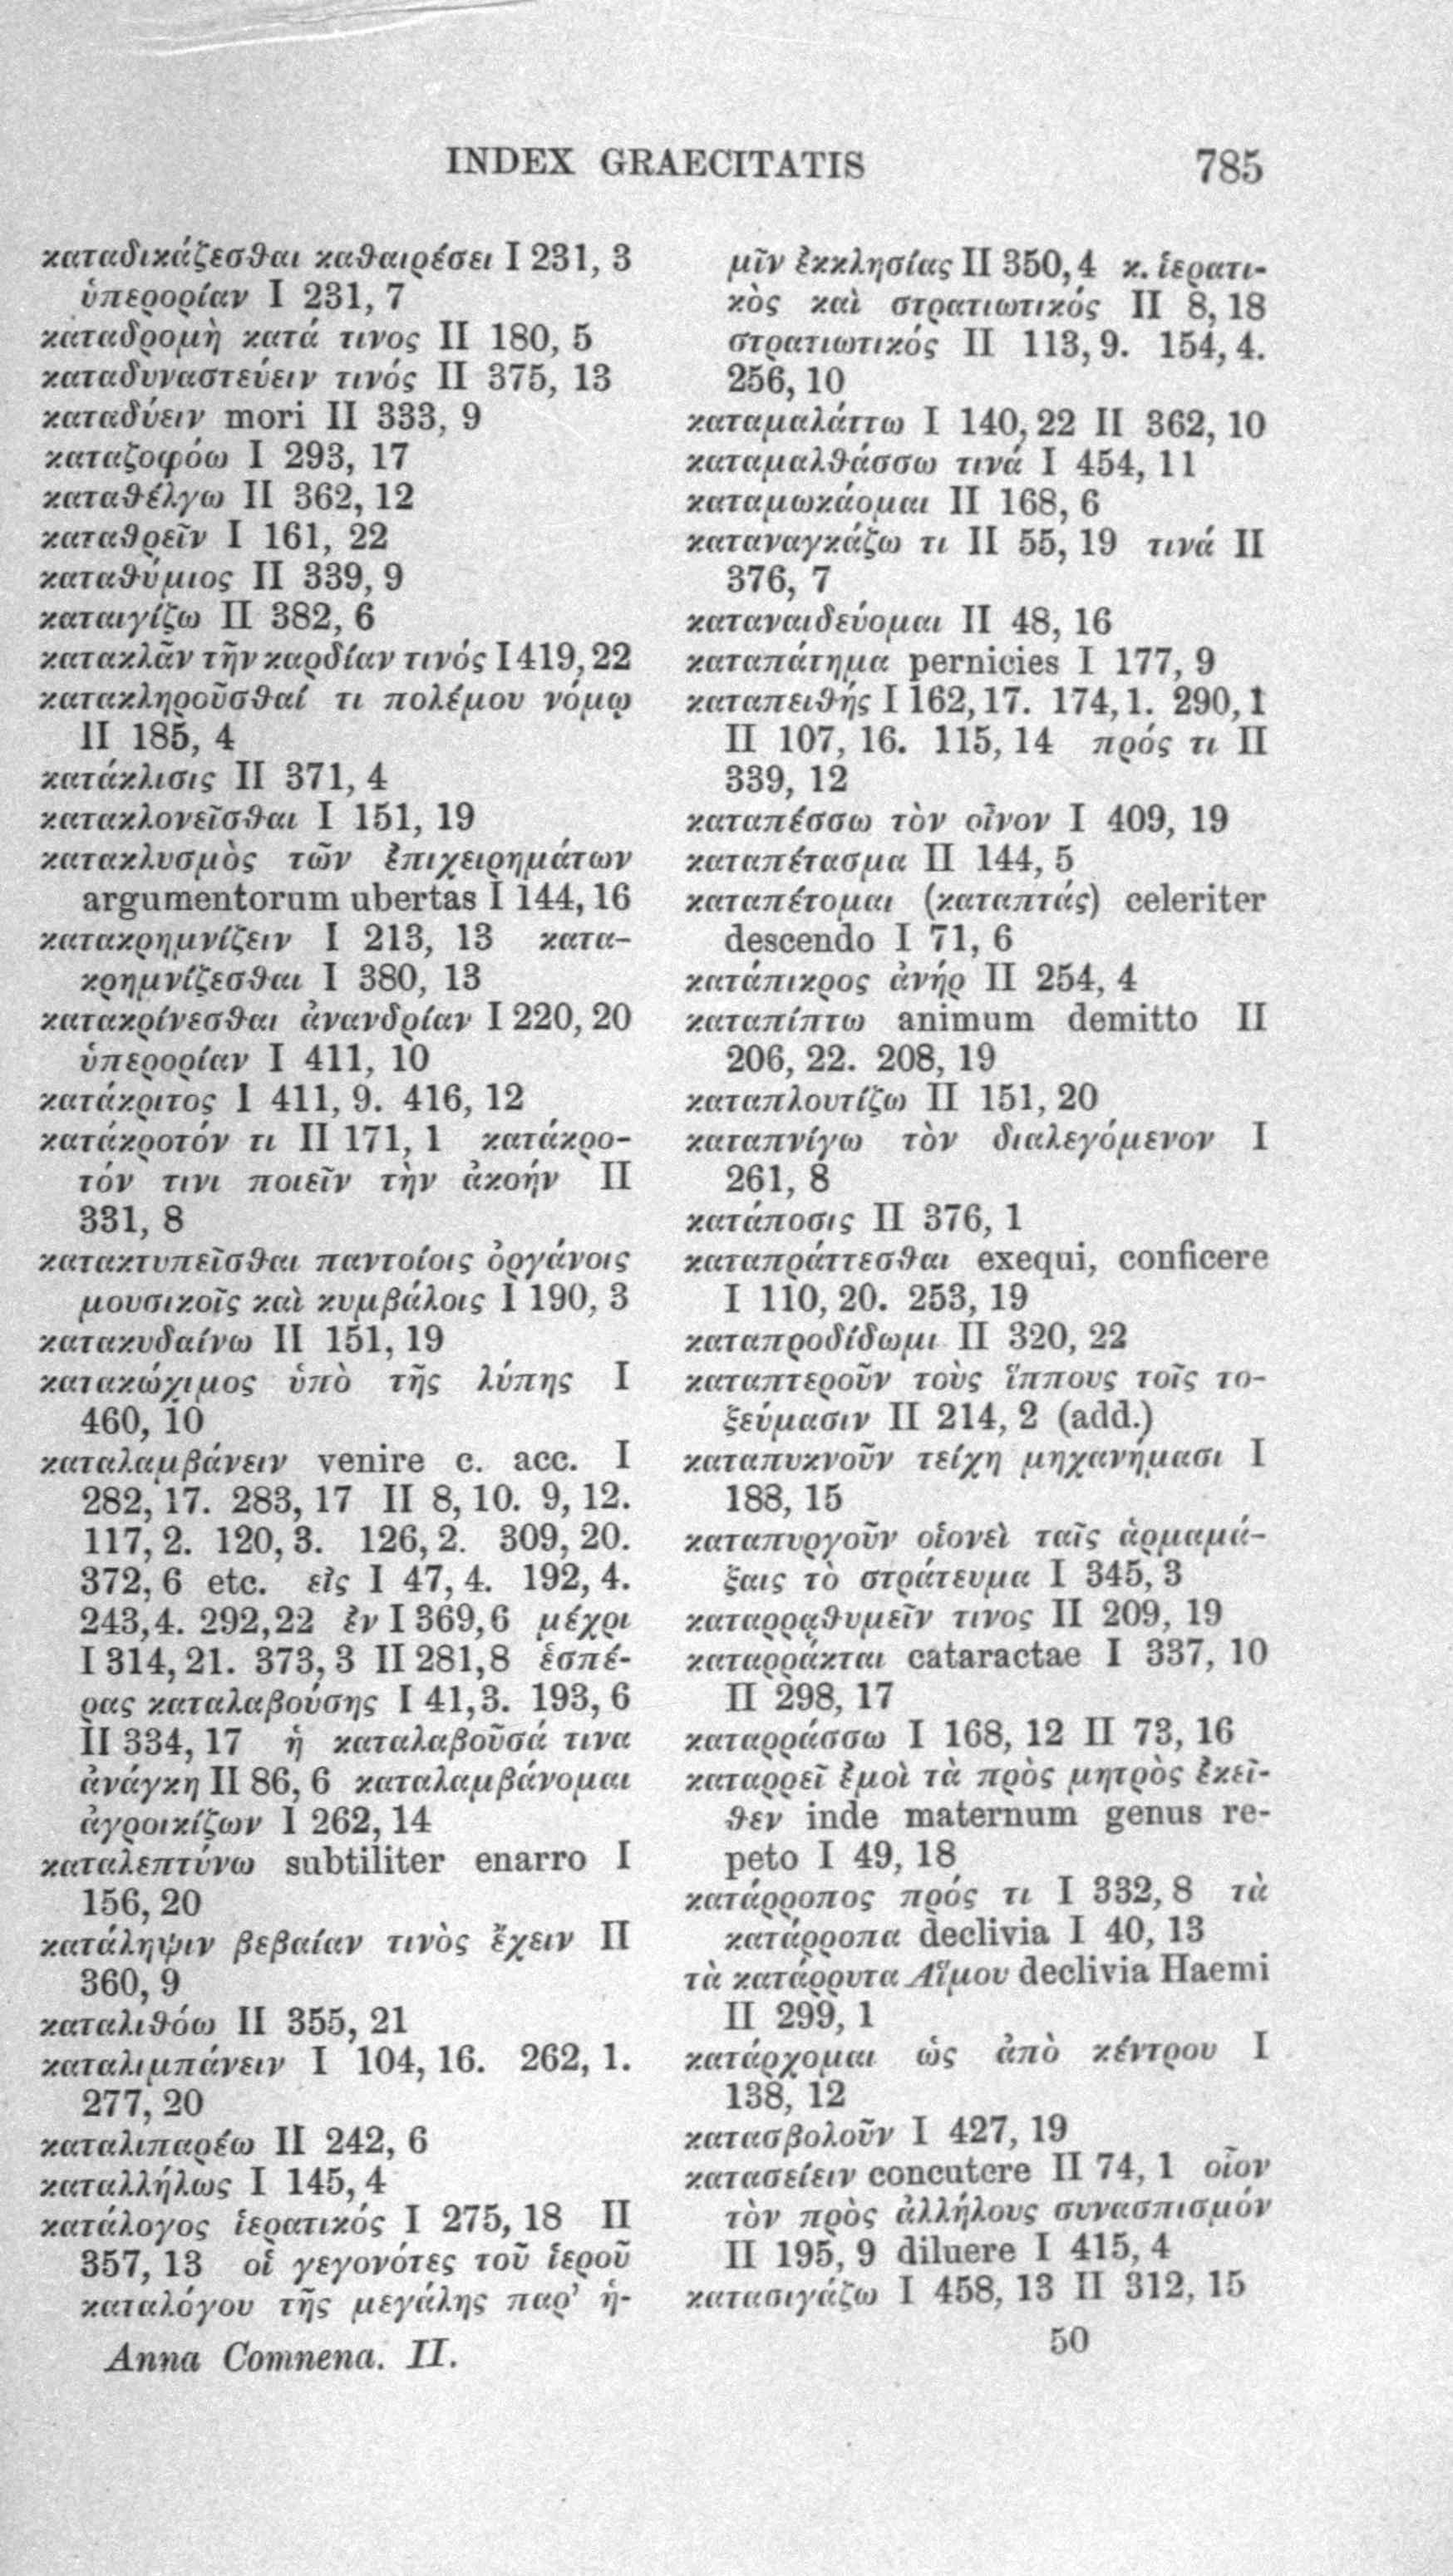 INDEX GRAECITATIS 785
καταδικάζεσθαι καθαιρέσει I 231, 3
ὑπερορίαν I 231, 7
καταδρομὴ κατά τινος II 180, 5
καταδυναστεύειν τινός II 375, 13
καταδύειν mori II 333, 9
καταζοφόω I 293, 17
καταθέλγω II 362, 12
καταθρεῖν I 161, 22
καταθύμιος II 339, 9
καταιγίζω II 382, 6
κατακλᾶν τῆν καρδίαν τινός I 419, 22
κατακληροῦσθαί τι πολέμου νόμῳ
II 185, 4
κατάκλισις II 371, 4
κατακλονεῖσθαι I 151, 19
κατακλυσμὸς τῶν ἐπιχειρημάτων
argumentorum ubertas I 144, 16
κατακρημνίζειν I 213, 13 κατα-
κρημνίζεσθαι I 380, 13
κατακρίνεσθαι ἀνανδρίαν I 220, 20
ὑπερορίαν I 411, 10
κατάκριτος I 411, 9. 416, 12
κατάκροτόν τι II 171, 1 κατάκρο-
τόν τινι ποιεῖν τὴν ἀκοήν II
331, 8
κατακτυπεῖσθαι παντοίοις ὀργάνοις
μουσικοῖς καὶ κυμβάλοις I 190, 3
κατακυδαίνω II 151, 19
κατακώχιμος ὑπὸ τῆς λύπης I
460, 10
καταλαμβάνειν venire c. acc. I
282, 17. 283, 17 II 8, 10. 9, 12.
117, 2. 120, 3. 126, 2. 309, 20.
372, 6 etc. εἰς I 47, 4. 192, 4.
243, 4. 292, 22 ἐν I 369, 6 μέχρι
I 314, 21. 373, 3 II 281, 8 ἑσπέ-
ρας καταλαβούσης I 41, 3. 193, 6
II 334, 17 ἡ καταλαβοῦσά τινα
ἀνάγκη II 86, 6 καταλαμβάνομαι
ἀγροικίζων I 262, 14
καταλεπτύνω subtiliter enarro I
156, 20
κατάληψιν βεβαίαν τινὸς ἔχειν II
360, 9
καταλιθόω II 355, 21
καταλιμπάνειν I 104, 16. 262, 1.
277, 20
καταλιπαρέω II 242, 6
καταλλήλως I 145, 4
κατάλογος ἱερατικός I 275, 18 II
357, 13 οἱ γεγονότες τοῦ ἱεροῦ
καταλόγου τῆς μεγάλης παρ’ ἡ-
Anna Comnena. II.
μῖν ἐκκλησίας II 350, 4 κ. ἱερατι-
κὸς καὶ στρατιωτικός II 8, 18
στρατιωτικός II 113, 9. 154, 4.
256, 10
καταμαλάττω I 140, 22 II 362, 10
καταμαλθάσσω τινά I 454, 11
καταμωκάομαι II 168, 6
καταναγκάζω τι II 55, 19 τινά II
376, 7
καταναιδεύομαι II 48, 16
καταπάτημα pernicies I 177, 9
καταπειθής I 162, 17. 174, 1. 290, 1
II 107, 16. 115, 14 πρός τι II
339, 12
καταπέσσω τὸν οἶνον I 409, 19
καταπέτασμα II 144, 5
καταπέτομαι (καταπτάς) celeriter
descendo I 71, 6
κατάπικρος ἀνήρ II 254, 4
καταπίπτω animum demitto II
206, 22. 208, 19
καταπλουτίζω II 151, 20
καταπνίγω τὸν διαλεγόμενον I
261, 8
κατάποσις II 376, 1
καταπράττεσθαι exequi, conficere
I 110, 20. 253, 19
καταπροδίδωμι II 320, 22
καταπτεροῦν τοὺς ἵππους τοῖς το-
ξεύμασιν II 214, 2 (add.)
καταπυκνοῦν τείχη μηχανήμασι I
188, 15
καταπυργοῦν οἱονεὶ ταῖς ἁρμαμά-
ξαις τὸ στράτευμα I 345, 3
καταρρᾳθυμεῖν τινος II 209, 19
καταρράκται cataractae I 337, 10
II 298, 17
καταρράσσω I 168, 12 II 73, 16
καταρρεῖ ἐμοὶ τὰ πρὸς μητρὸς ἐκεῖ-
θεν inde maternum genus re-
peto I 49, 18
κατάρροπος πρός τι I 332, 8 τὰ
κατάρροπα declivia I 40, 13
τὰ κατάρρυτα Αἵμου declivia Haemi
II 299, 1
κατάρχομαι ὡς ἀπὸ κέντρου I
138, 12
κατασβολοῦν I 427, 19
κατασείειν concutere II 74, 1 οἷον
τὸν πρὸς ἀλλήλους συνασπισμόν
II 195, 9 diluere I 415, 4
κατασιγάζω I 458, 13 II 312, 15
50